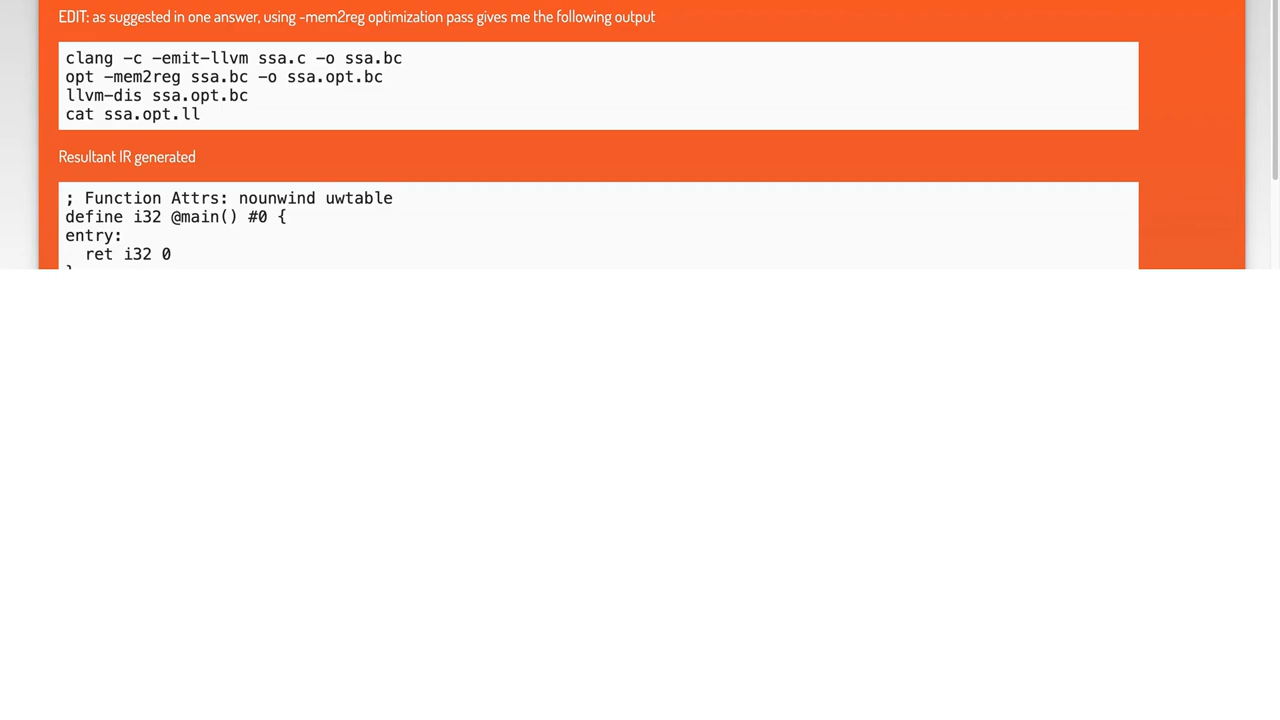 EDIT: as suggested in one answer, using -mem2reg optimization pass gives me the following output
clang -c -emit-llvm ssa.c -o ssa.bc
opt -mem2reg ssa.bc -o ssa.opt.bc
llvm-dis ssa.opt.bc
cat ssa.opt.ll
Resultant IR generated
; Function Attrs: nounwind uwtable
define i32 @main() #0 {
entry:
  ret i32 0
}